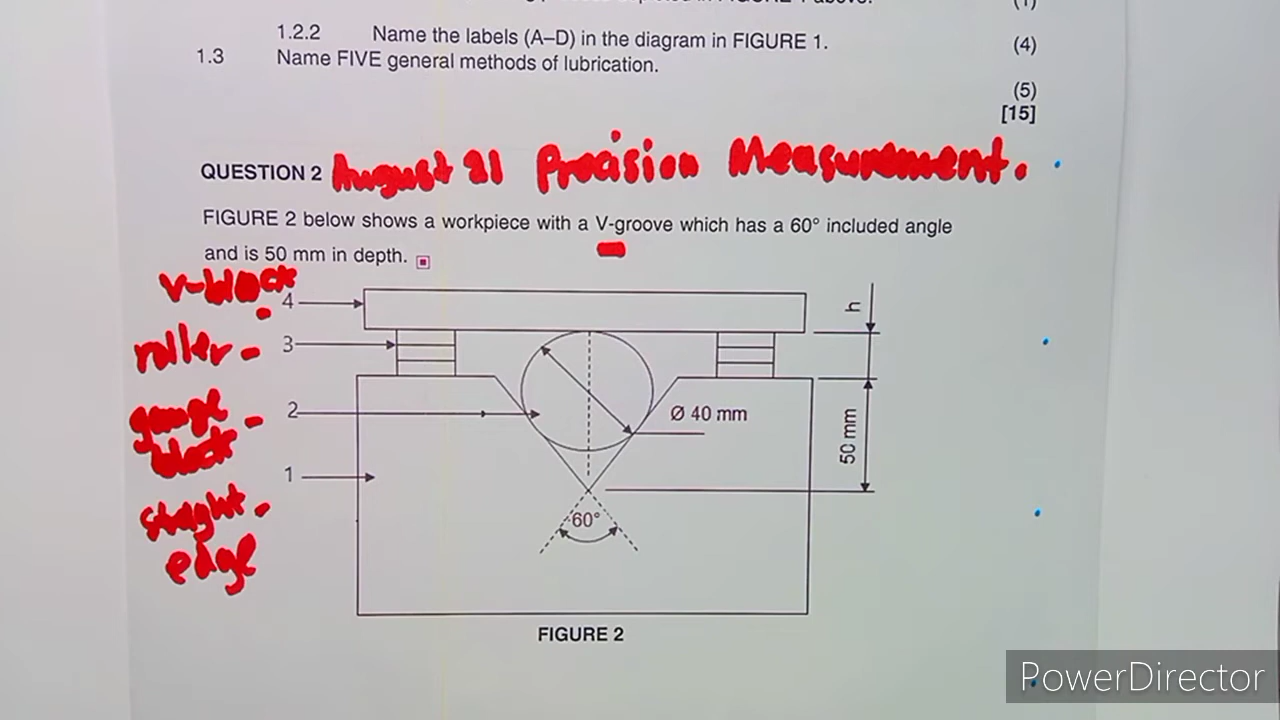 (1)
1.2.2 Name the labels (A–D) in the diagram in FIGURE 1. (4)
1.3 Name FIVE general methods of lubrication.
(5)
[15]
QUESTION 2 August 21 Precision Measurement.
FIGURE 2 below shows a workpiece with a V-groove which has a 60° included angle
and is 50 mm in depth.
V-block
4
h
roller - 3
gauge - 2
block
Ø 40 mm
50 mm
1
straight -
edge
60°
FIGURE 2
PowerDirector